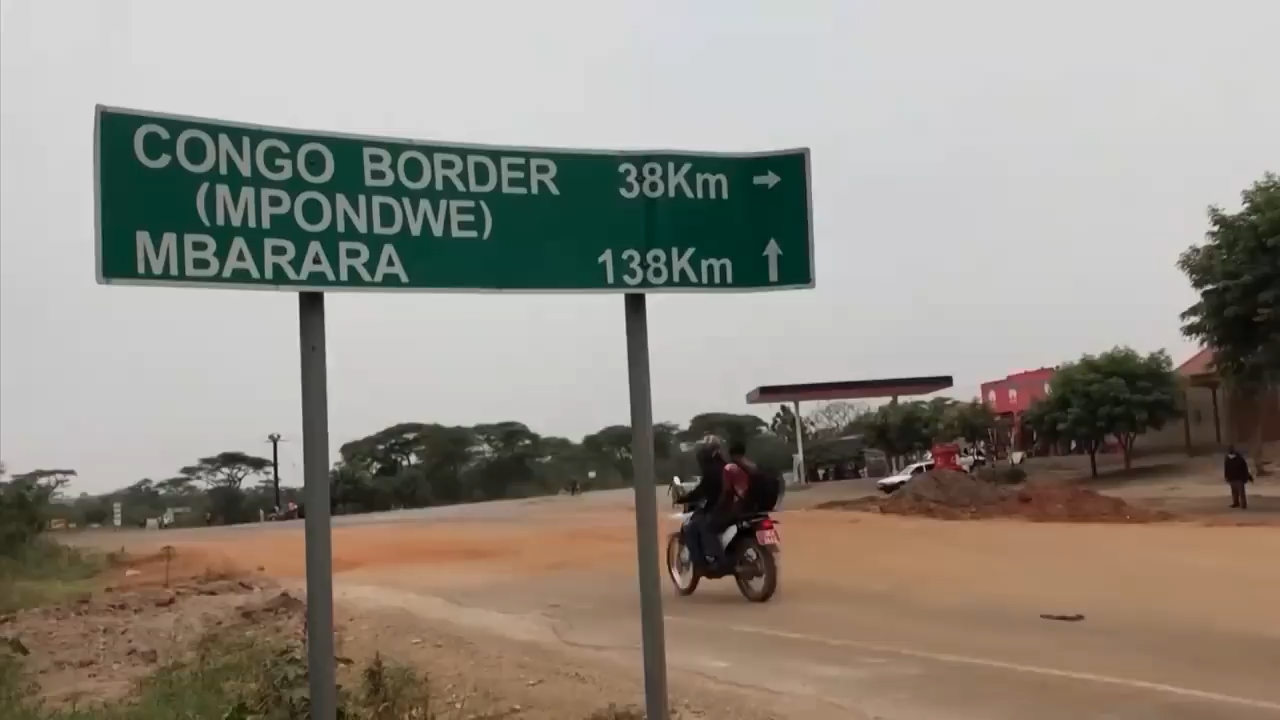 CONGO BORDER 38Km →
(MPONDWE)
MBARARA 138Km ↑